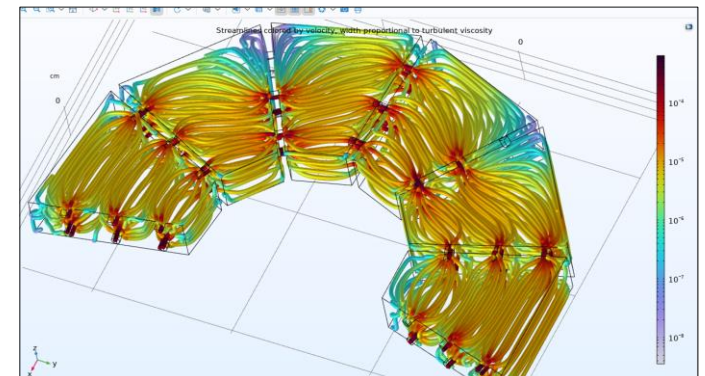 Streamlines colored by velocity, width proportional to turbulent viscosity
0
cm
0
10⁻⁴
10⁻⁵
10⁻⁶
10⁻⁷
10⁻⁸
z
y
x